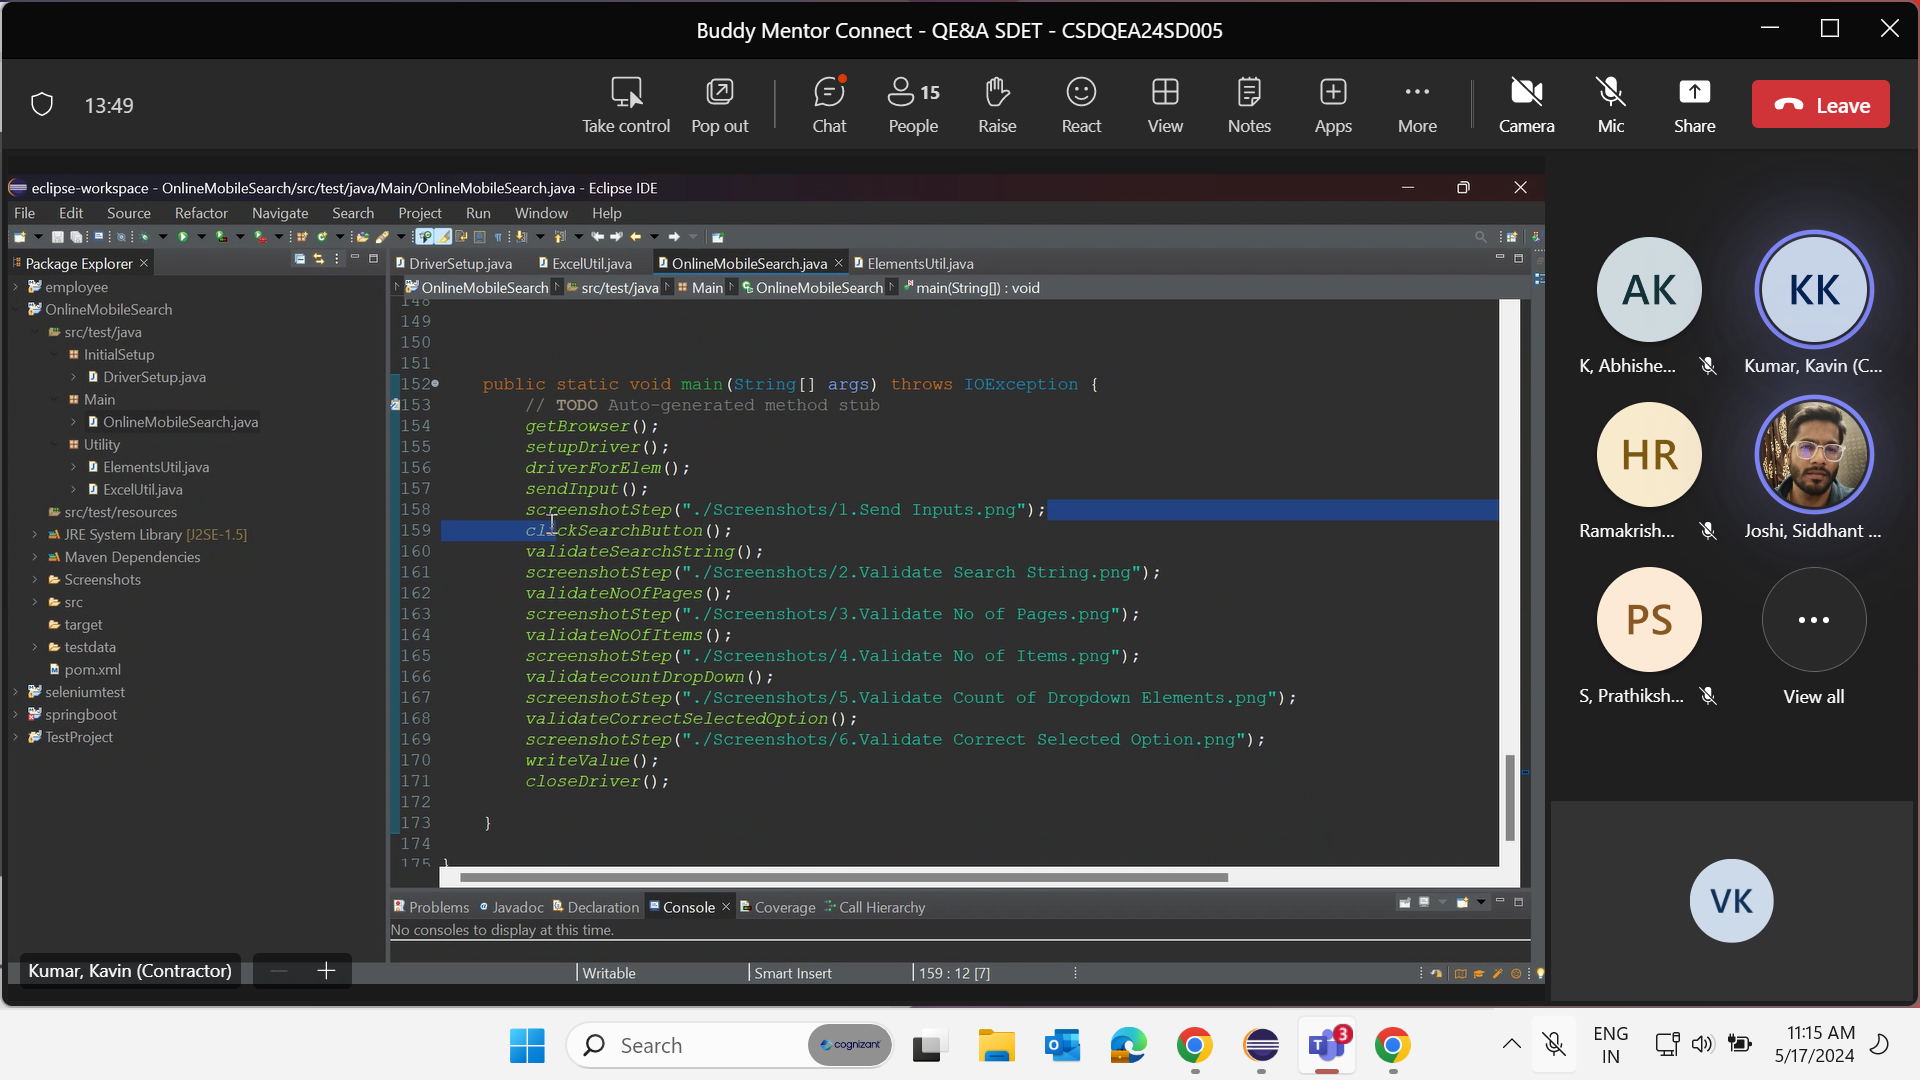 Buddy Mentor Connect - QE&A SDET - CSDQEA24SD005
13:49
Take control
Pop out
Chat
15
People
Raise
React
View
Notes
Apps
More
Camera
Mic
Share
Leave
eclipse-workspace - OnlineMobileSearch/src/test/java/Main/OnlineMobileSearch.java - Eclipse IDE
File Edit Source Refactor Navigate Search Project Run Window Help
Package Explorer
employee
OnlineMobileSearch
src/test/java
InitialSetup
DriverSetup.java
Main
OnlineMobileSearch.java
Utility
ElementsUtil.java
ExcelUtil.java
src/test/resources
JRE System Library [J2SE-1.5]
Maven Dependencies
Screenshots
src
target
testdata
pom.xml
seleniumtest
springboot
TestProject
DriverSetup.java ExcelUtil.java OnlineMobileSearch.java ElementsUtil.java
OnlineMobileSearch src/test/java Main OnlineMobileSearch main(String[]) : void
148
149
150
151
152 public static void main(String[] args) throws IOException {
153 // TODO Auto-generated method stub
154 getBrowser();
155 setupDriver();
156 driverForElem();
157 sendInput();
158 screenshotStep("./Screenshots/1.Send Inputs.png");
159 clickSearchButton();
160 validateSearchString();
161 screenshotStep("./Screenshots/2.Validate Search String.png");
162 validateNoOfPages();
163 screenshotStep("./Screenshots/3.Validate No of Pages.png");
164 validateNoOfItems();
165 screenshotStep("./Screenshots/4.Validate No of Items.png");
166 validatecountDropDown();
167 screenshotStep("./Screenshots/5.Validate Count of Dropdown Elements.png");
168 validateCorrectSelectedOption();
169 screenshotStep("./Screenshots/6.Validate Correct Selected Option.png");
170 writeValue();
171 closeDriver();
172
173 }
174
175 }
Problems Javadoc Declaration Console Coverage Call Hierarchy
No consoles to display at this time.
Writable Smart Insert 159 : 12 [7]
Kumar, Kavin (Contractor)
AK
K, Abhishe...
KK
Kumar, Kavin (C...
HR
Ramakrish...
Joshi, Siddhant ...
PS
S, Prathiksh...
View all
VK
Search
cognizant
3
ENG
IN
11:15 AM
5/17/2024